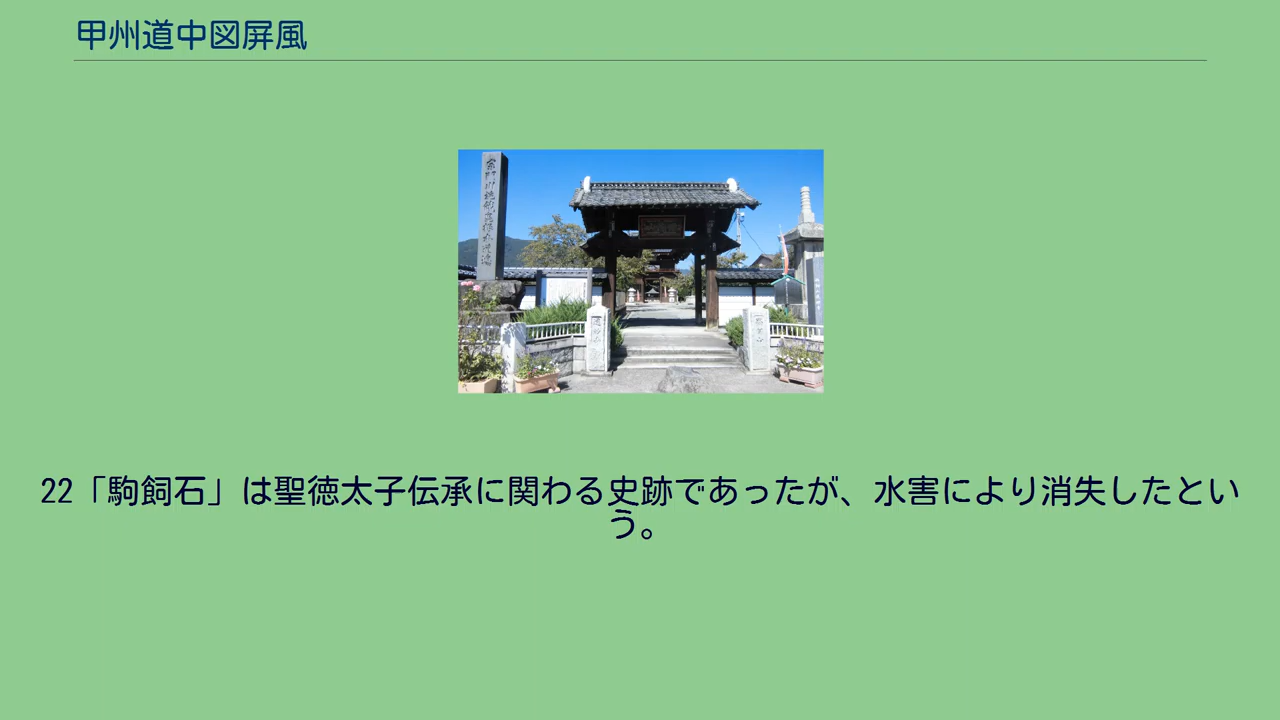 甲州道中図屏風
22「駒飼石」は聖徳太子伝承に関わる史跡であったが、水害により消失したとい
う。